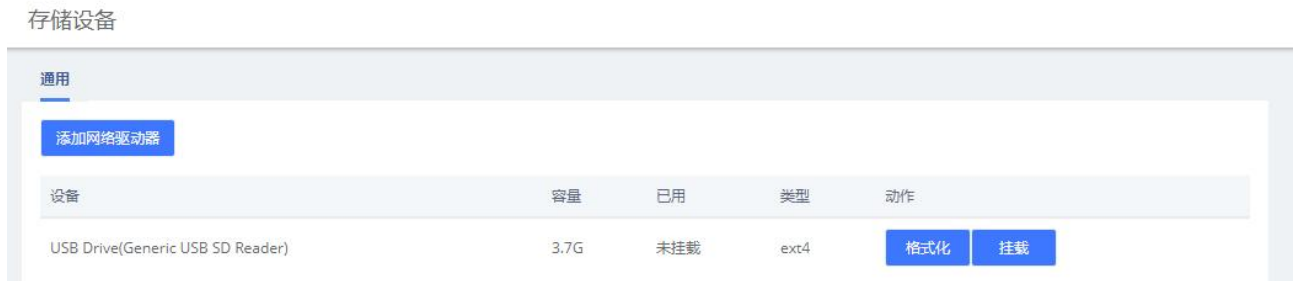 存储设备
通用
添加网络驱动器
设备 容量 已用 类型 动作
USB Drive(Generic USB SD Reader) 3.7G 未挂载 ext4 格式化 挂载